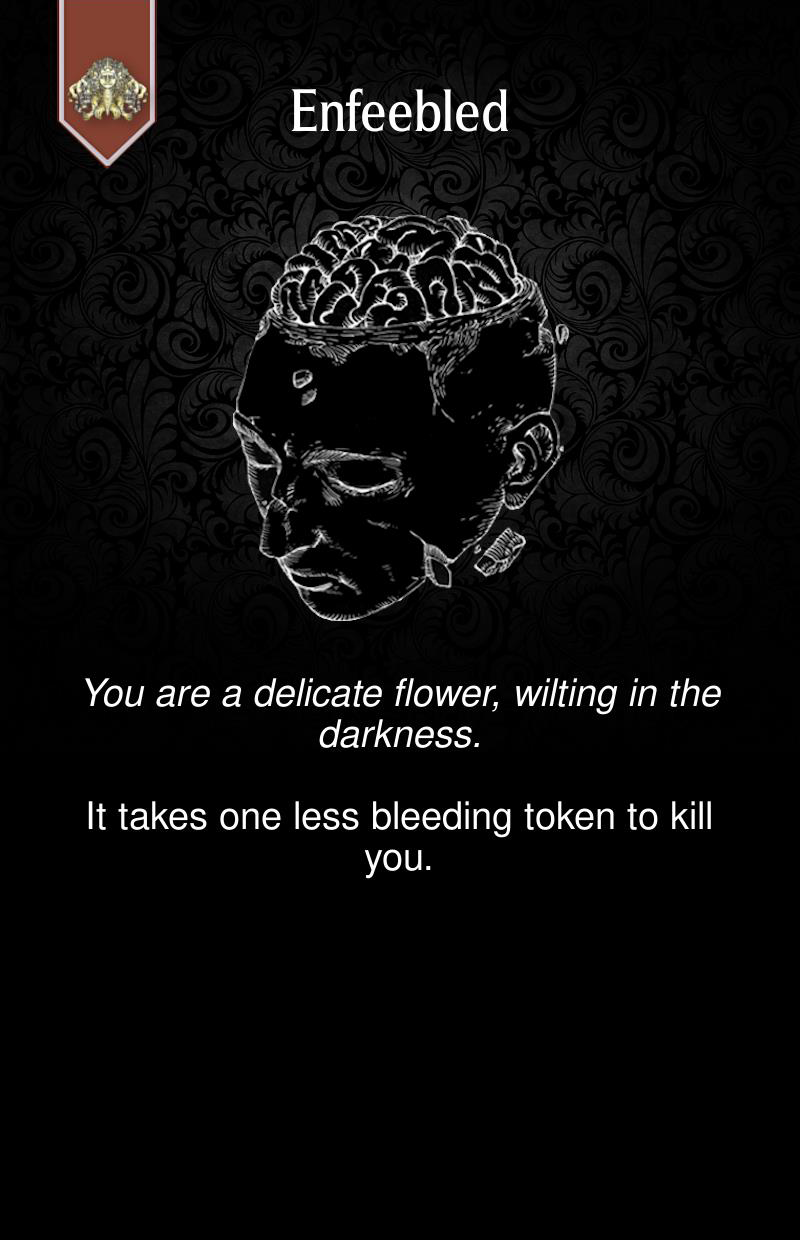 Enfeebled
You are a delicate flower, wilting in the
darkness.
It takes one less bleeding token to kill
you.